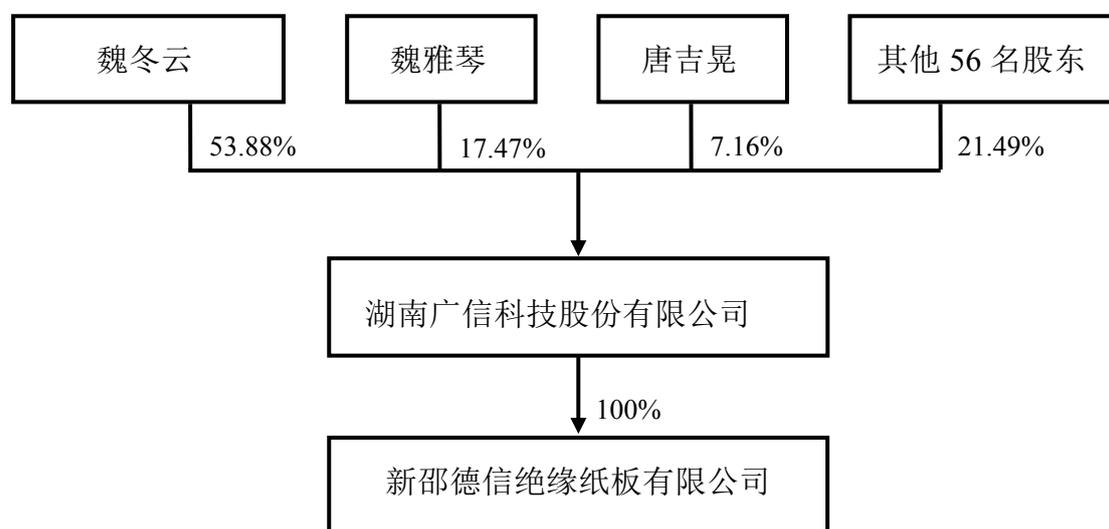 魏冬云
魏雅琴
唐吉晃
其他 56 名股东
53.88%
17.47%
7.16%
21.49%
湖南广信科技股份有限公司
100%
新邵德信绝缘纸板有限公司